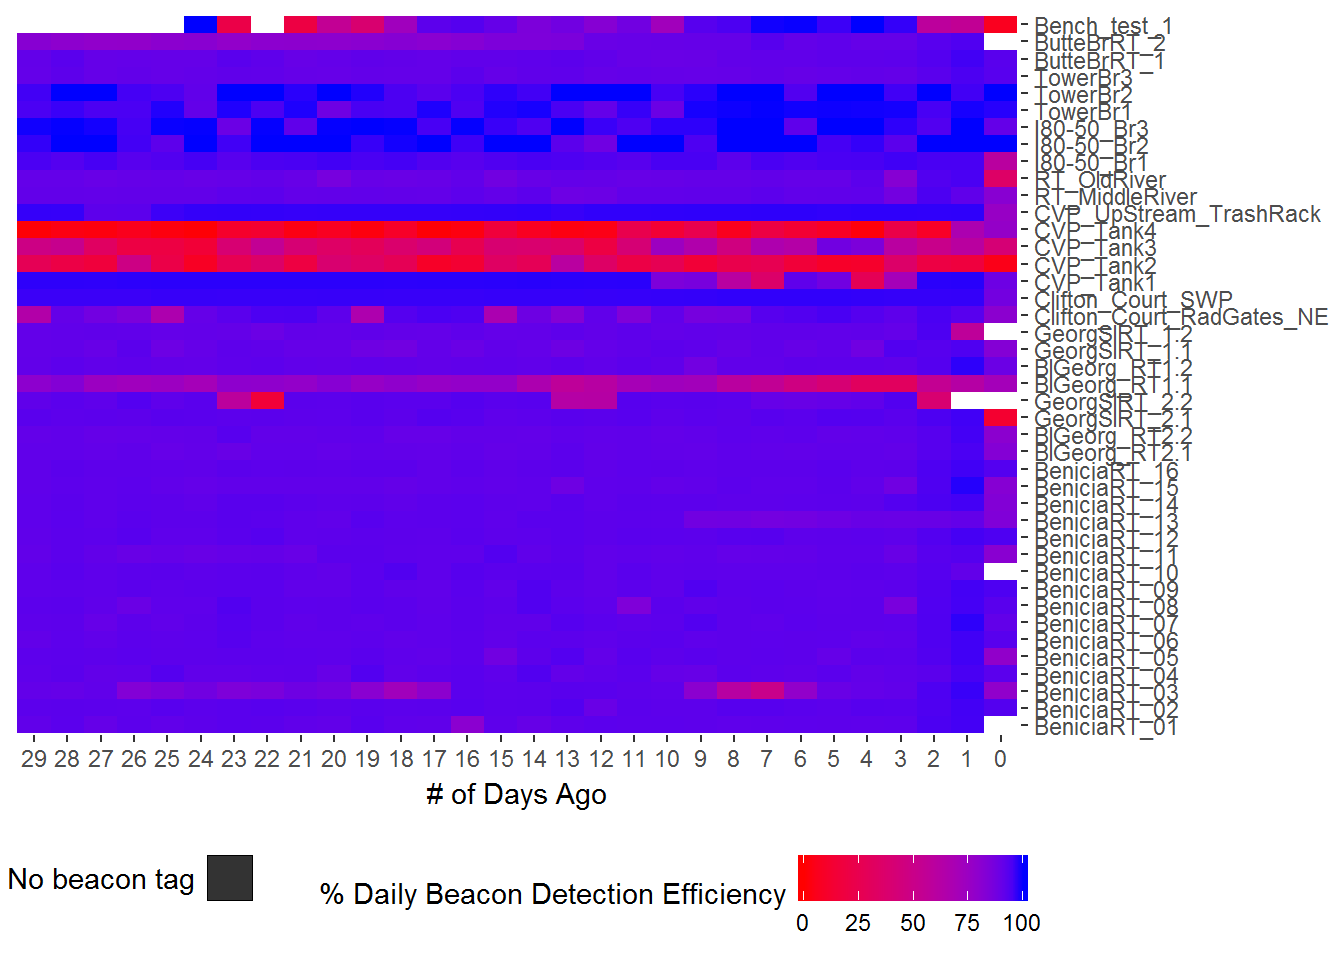 Bench_test_1
ButteBrRT_2
ButteBrRT_1
TowerBr3
TowerBr2
TowerBr1
I80-50_Br3
I80-50_Br2
I80-50_Br1
RT_OldRiver
RT_MiddleRiver
CVP_UpStream_TrashRack
CVP_Tank4
CVP_Tank3
CVP_Tank2
CVP_Tank1
Clifton_Court_SWP
Clifton_Court_RadGates_NE
GeorgSlRT_1.2
GeorgSlRT_1.1
BlGeorg_RT1.2
BlGeorg_RT1.1
GeorgSlRT_2.2
GeorgSlRT_2.1
BlGeorg_RT2.2
BlGeorg_RT2.1
BeniciaRT_16
BeniciaRT_15
BeniciaRT_14
BeniciaRT_13
BeniciaRT_12
BeniciaRT_11
BeniciaRT_10
BeniciaRT_09
BeniciaRT_08
BeniciaRT_07
BeniciaRT_06
BeniciaRT_05
BeniciaRT_04
BeniciaRT_03
BeniciaRT_02
BeniciaRT_01
29 28 27 26 25 24 23 22 21 20 19 18 17 16 15 14 13 12 11 10 9 8 7 6 5 4 3 2 1 0
# of Days Ago
No beacon tag
% Daily Beacon Detection Efficiency
0 25 50 75 100